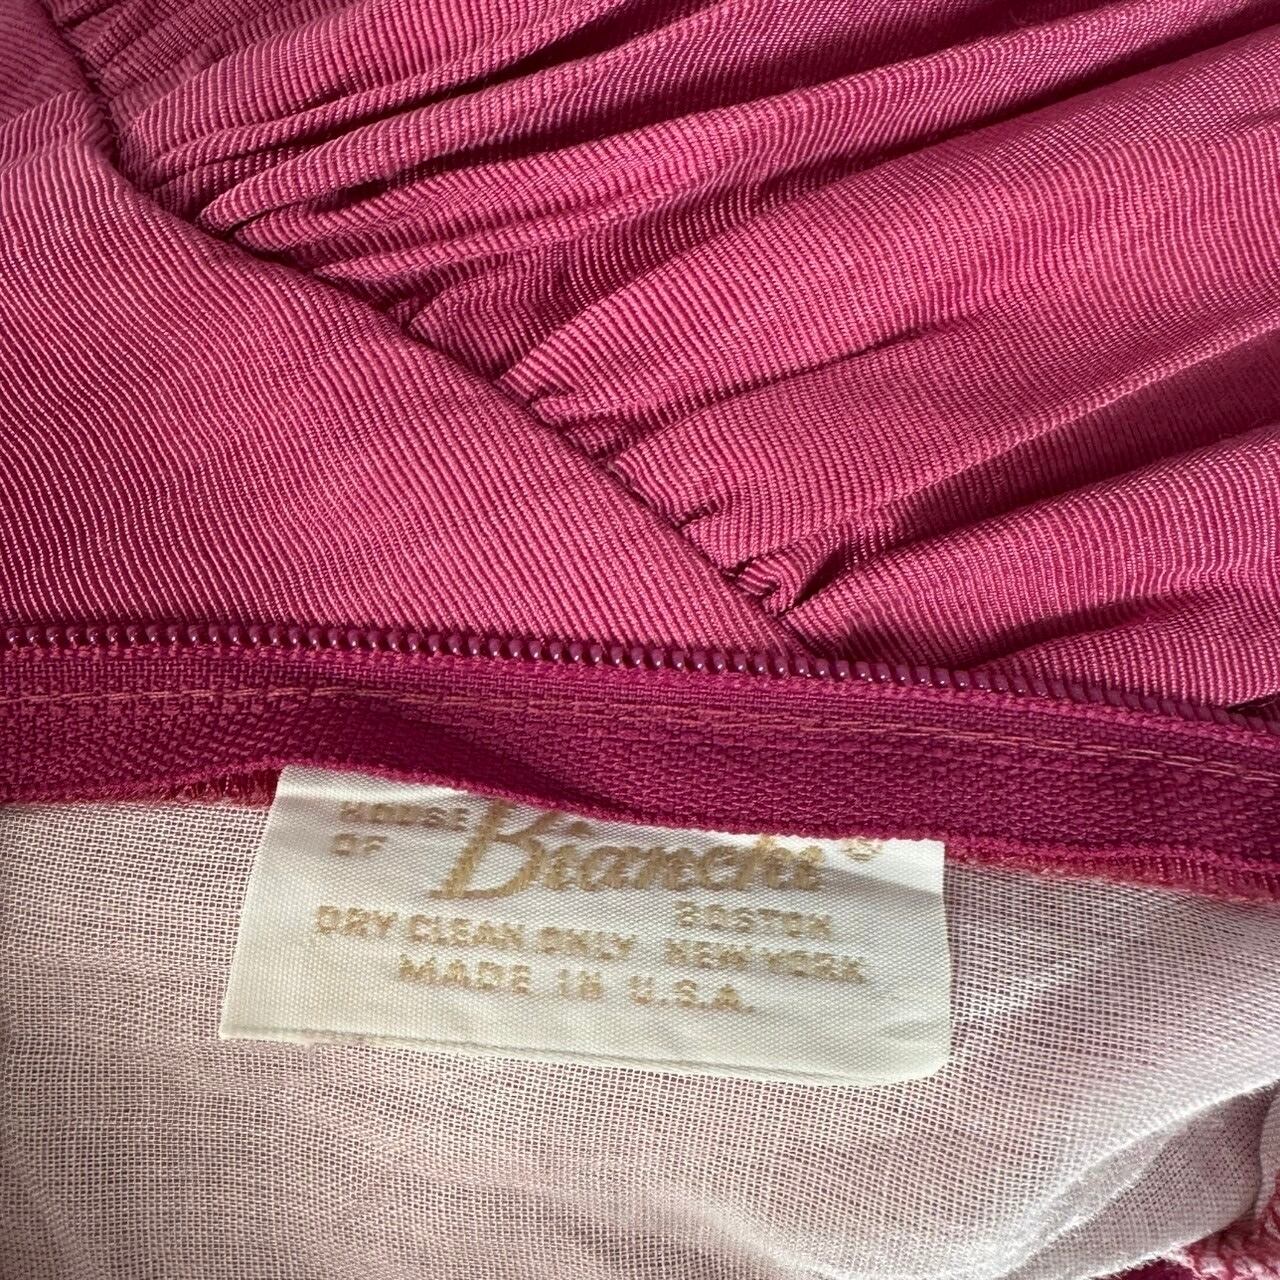 HOUSE OF Bianchi®
BOSTON
DRY CLEAN ONLY NEW YORK
MADE IN U.S.A.